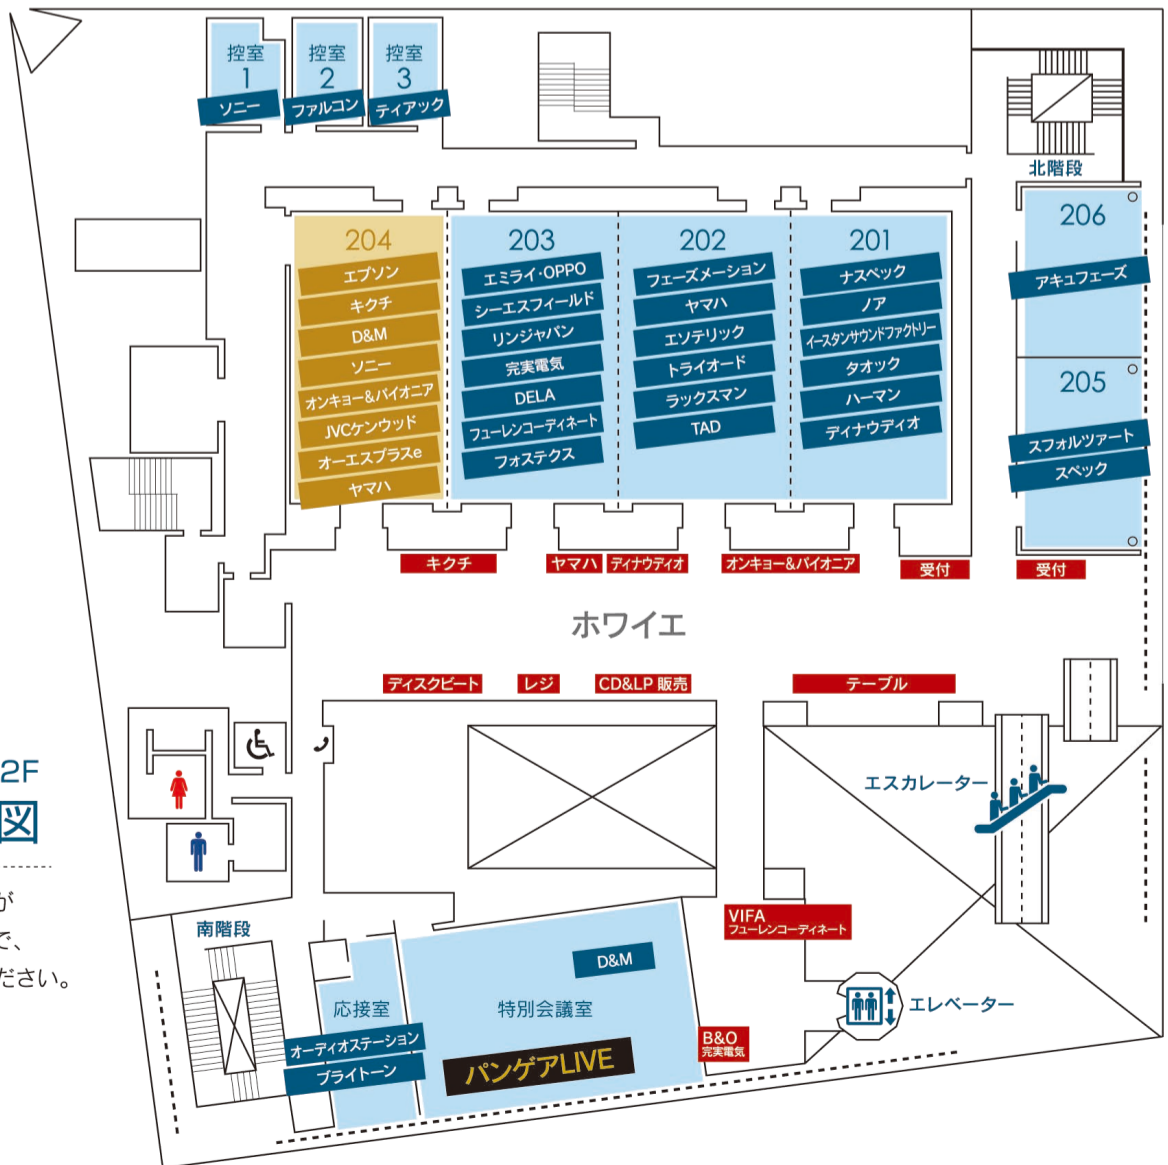 控室
1
ソニー
控室
2
ファルコン
控室
3
ティアック
北階段
204
エプソン
キクチ
D&M
ソニー
オンキョー&パイオニア
JVCケンウッド
オーエスプラスe
ヤマハ
203
エミライ・OPPO
シーエスフィールド
リンジャパン
完実電気
DELA
フューレンコーディネート
フォステクス
202
フェーズメーション
ヤマハ
エソテリック
トライオード
ラックスマン
TAD
201
ナスペック
ノア
イースタンサウンドファクトリー
タオック
ハーマン
ディナウディオ
206
アキュフェーズ
205
スフォルツァート
スペック
キクチ
ヤマハ
ディナウディオ
オンキョー&パイオニア
受付
受付
ホワイエ
ディスクビート
レジ
CD&LP 販売
テーブル
2F
図
が
で、
ださい。
エスカレーター
VIFA
フューレンコーディネート
南階段
D&M
応接室
オーディオステーション
ブライトーン
特別会議室
パンゲアLIVE
B&O
完実電気
エレベーター